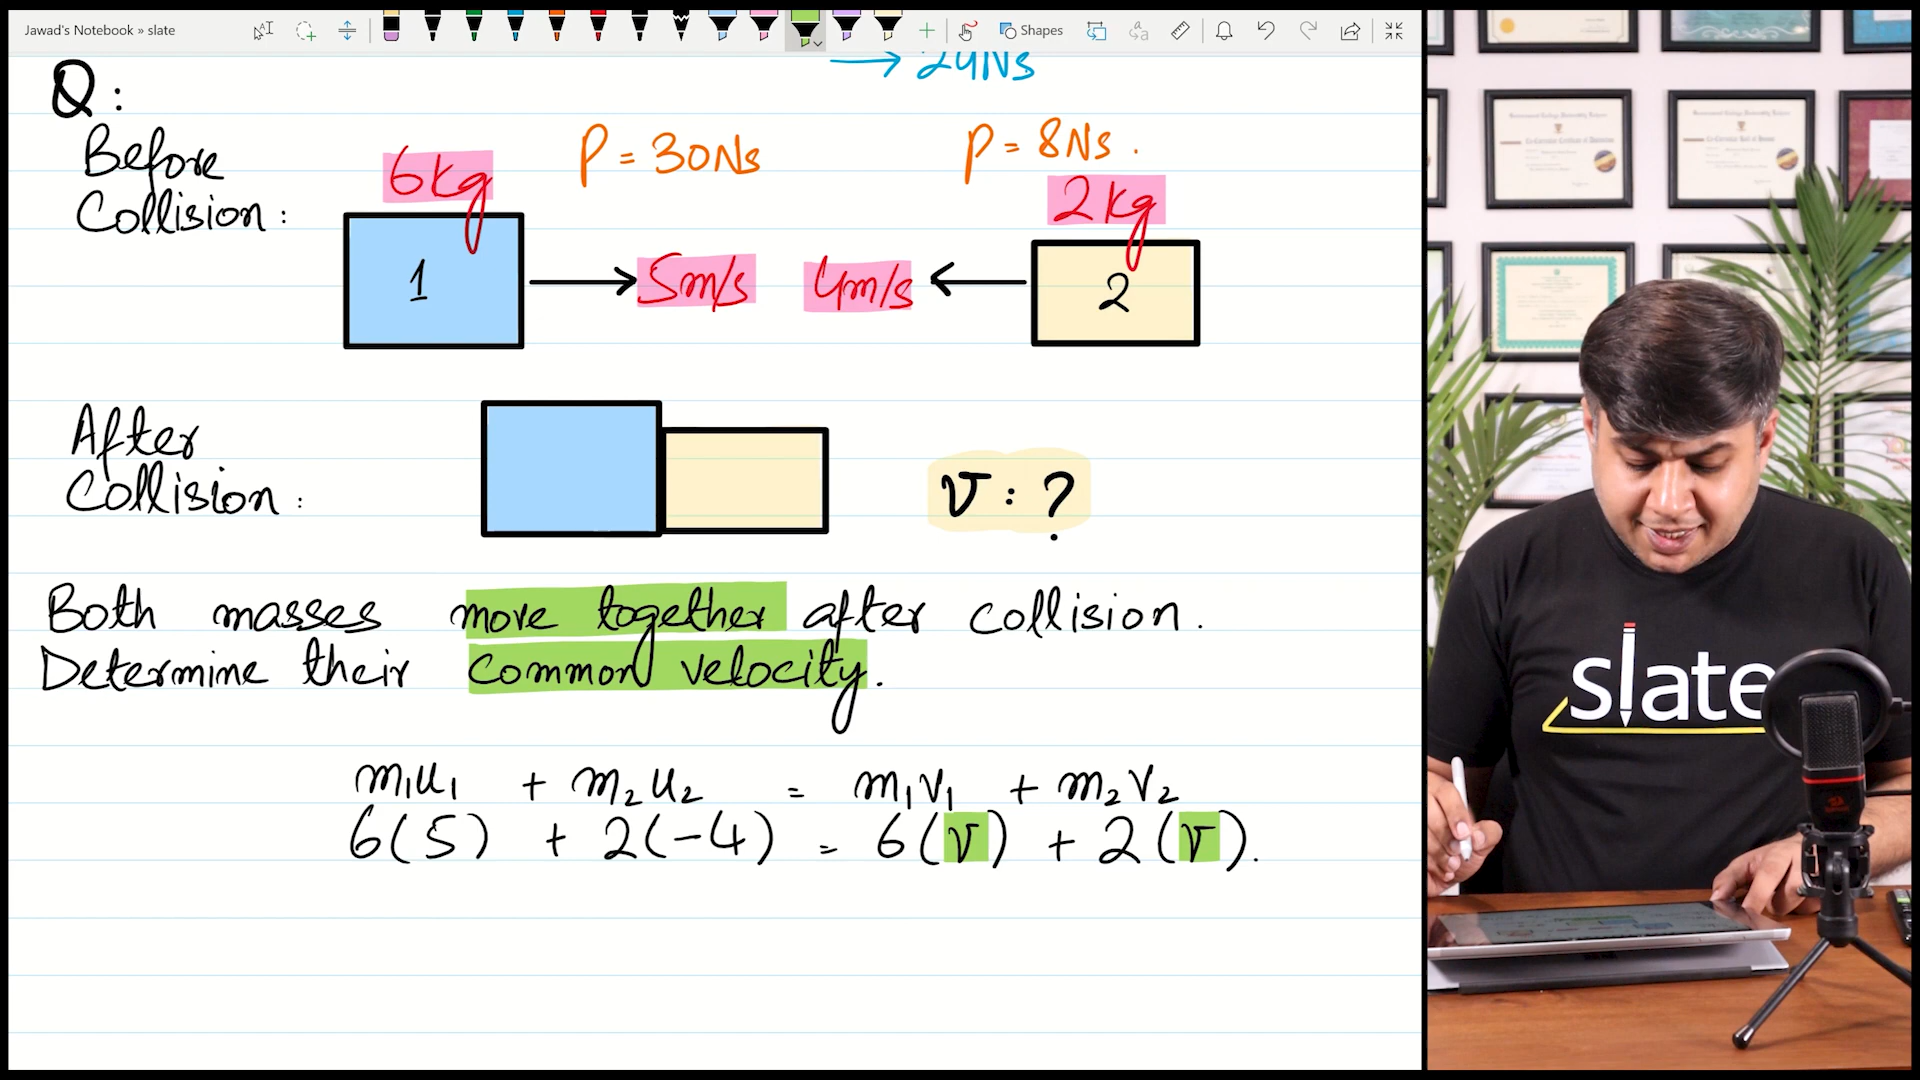 Jawad's Notebook » slate
Shapes
→ 24Ns
Q:
Before Collision:
6kg
P = 30Ns
P = 8Ns.
2kg
1
5m/s
4m/s
2
After Collision:
v : ?
Both masses move together after collision.
Determine their common velocity.
m₁u₁ + m₂u₂ = m₁v₁ + m₂v₂
6(5) + 2(-4) = 6(v) + 2(v).
slate